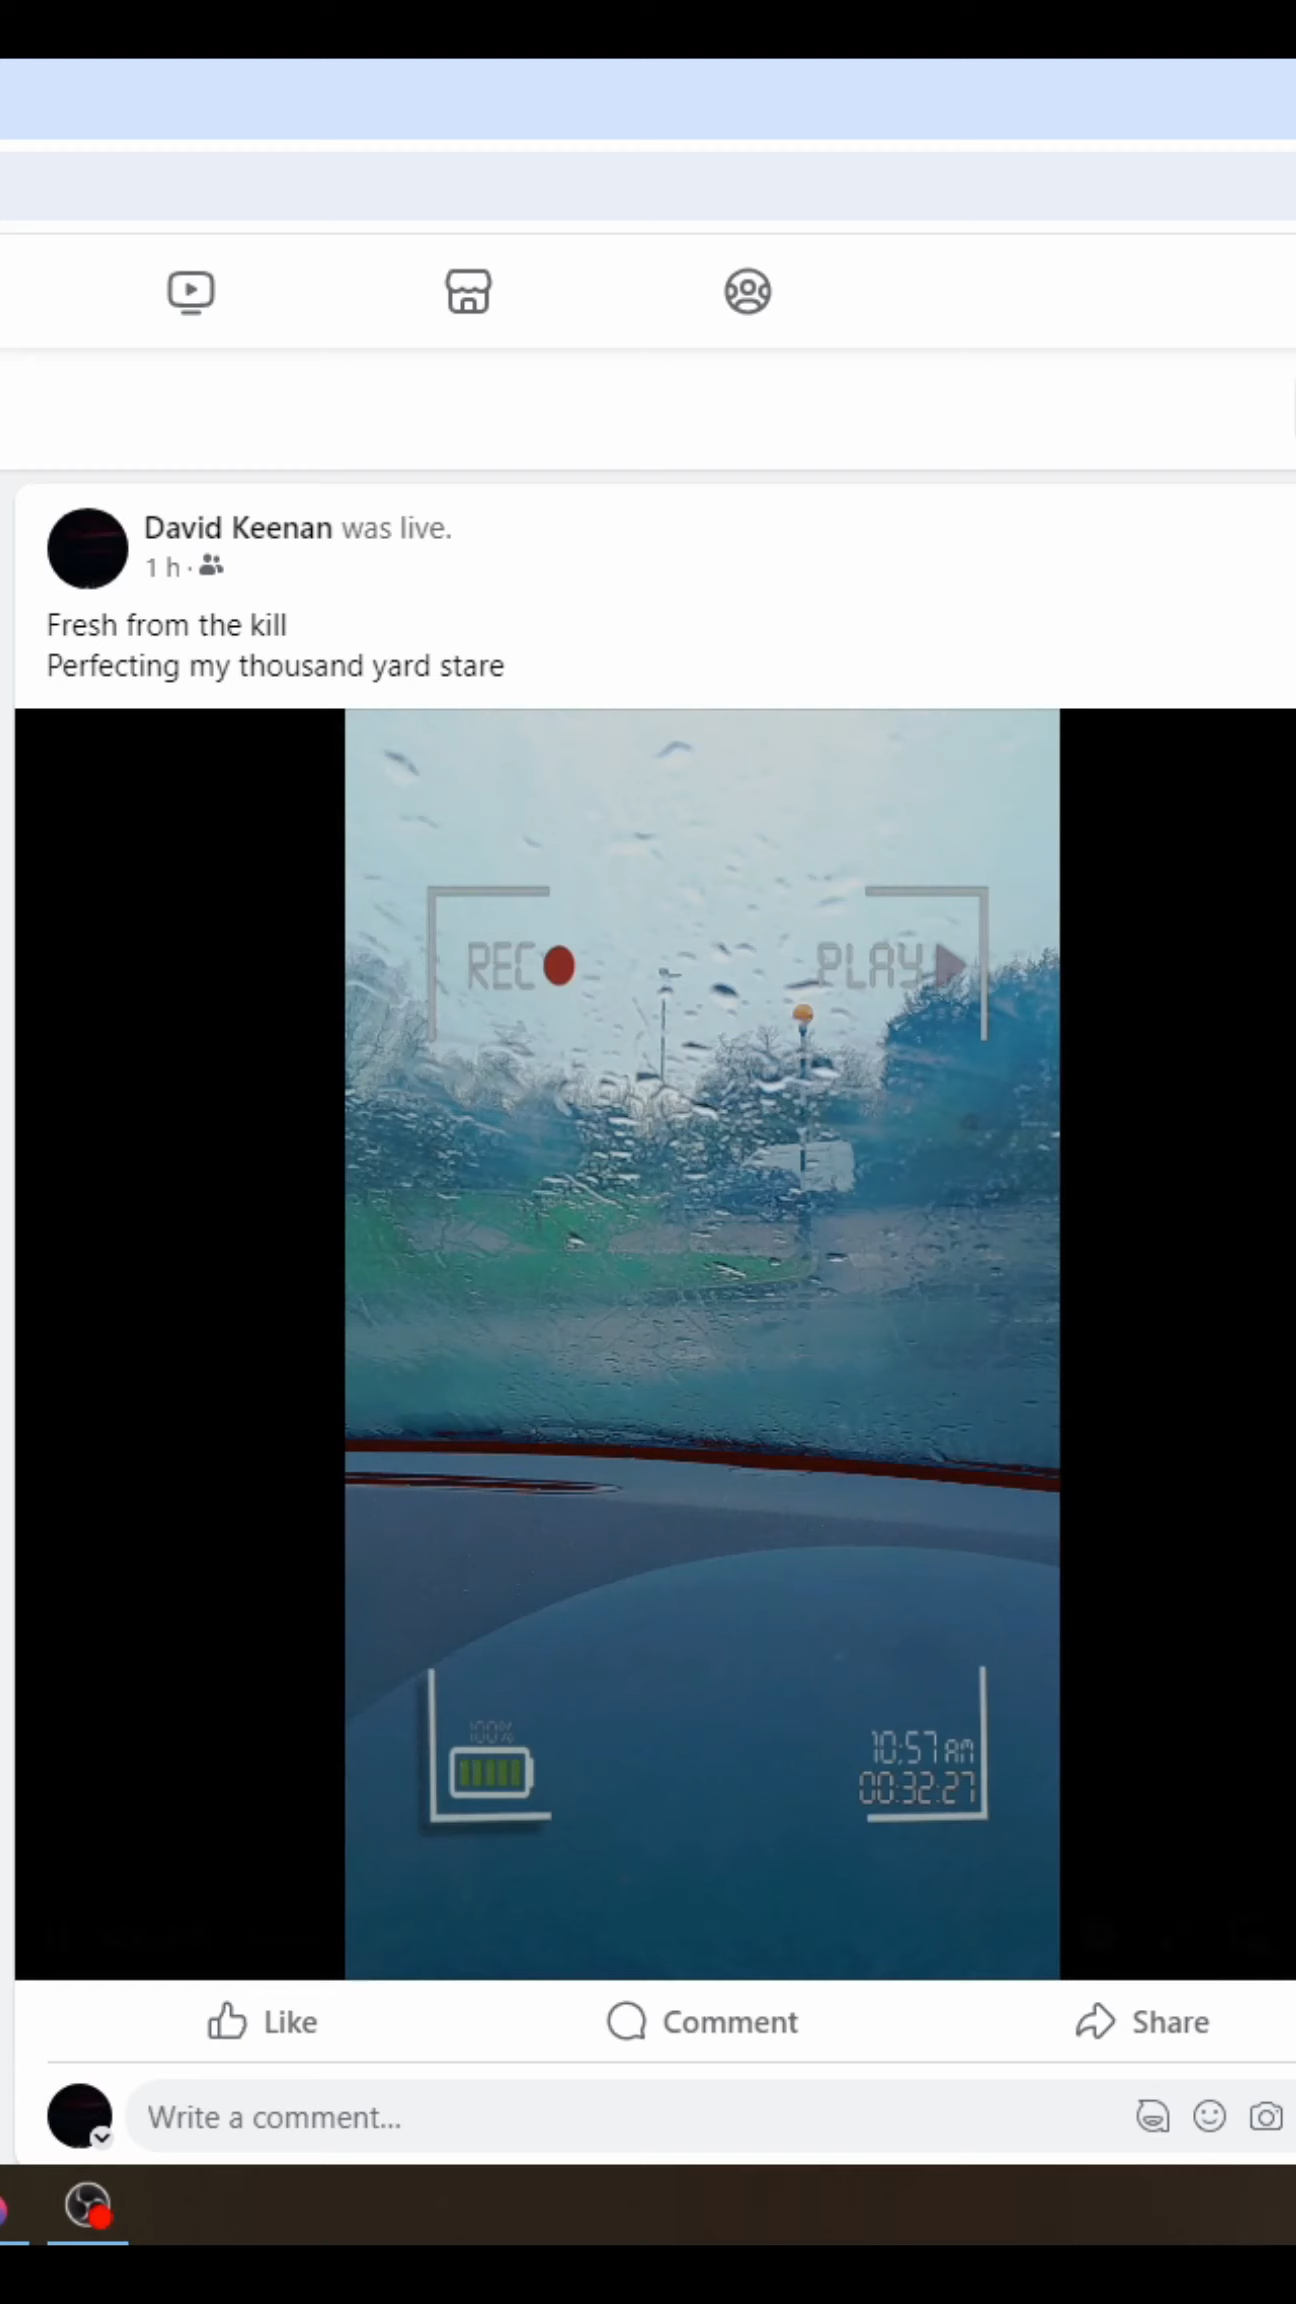 David Keenan was live.
1 h ·
Fresh from the kill
Perfecting my thousand yard stare
REC
PLAY
100%
10:57 AM
00:32:27
Like
Comment
Share
Write a comment...